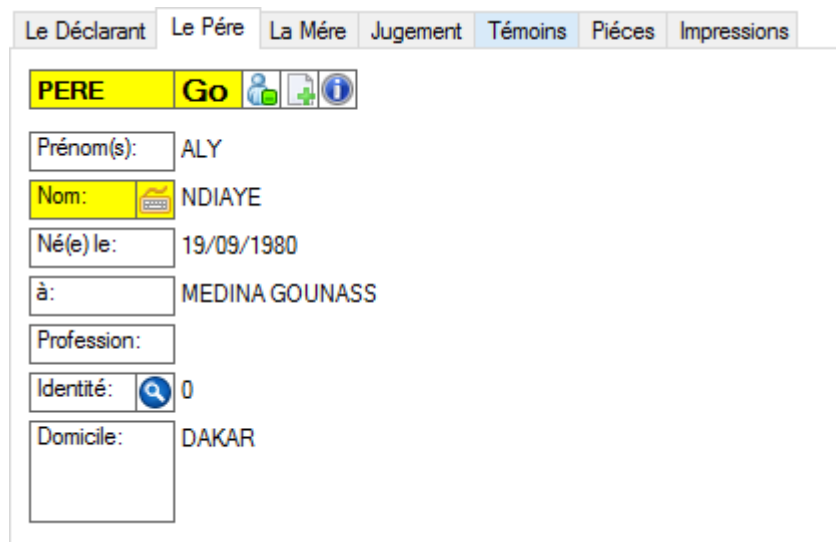 Le Déclarant Le Pére La Mére Jugement Témoins Piéces Impressions
PERE Go
Prénom(s): ALY
Nom: NDIAYE
Né(e) le: 19/09/1980
à: MEDINA GOUNASS
Profession:
Identité: 0
Domicile: DAKAR